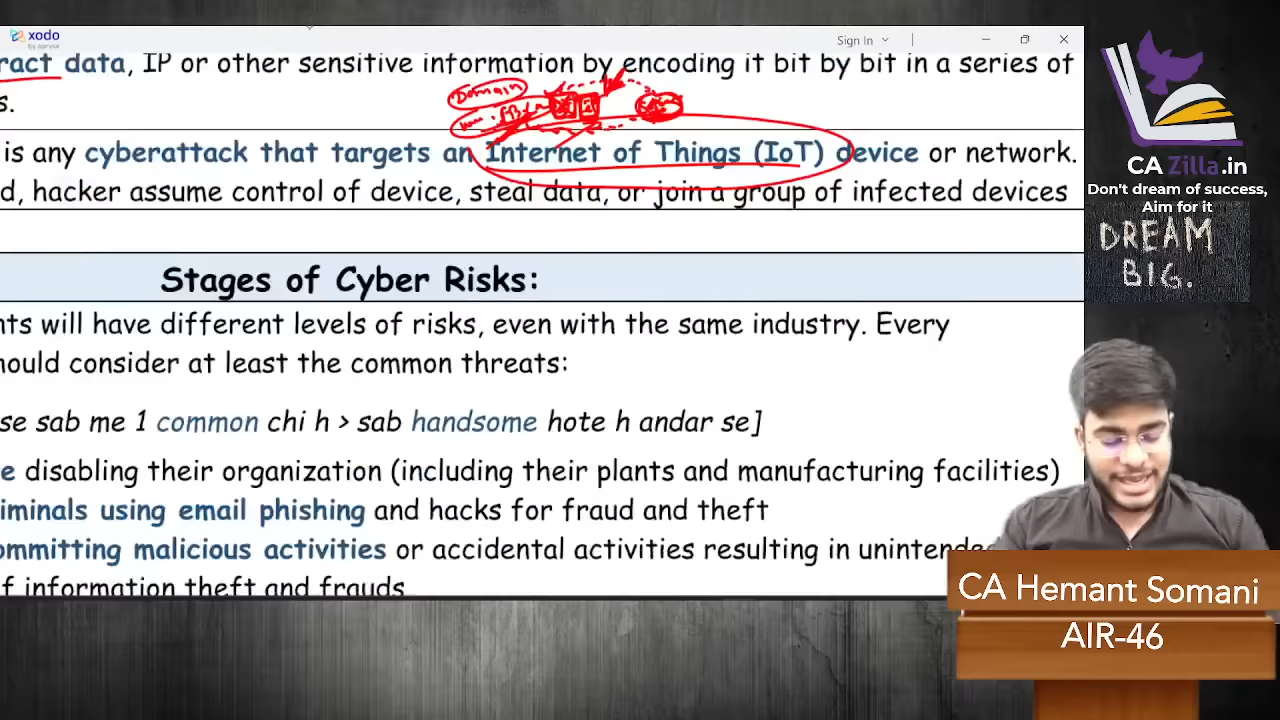 xodo
by apryse
Sign In
ract data, IP or other sensitive information by encoding it bit by bit in a series of
s.
Domain
is any cyberattack that targets an Internet of Things (IoT) device or network.
d, hacker assume control of device, steal data, or join a group of infected devices
Stages of Cyber Risks:
nts will have different levels of risks, even with the same industry. Every
hould consider at least the common threats:
se sab me 1 common chi h > sab handsome hote h andar se]
e disabling their organization (including their plants and manufacturing facilities)
iminals using email phishing and hacks for fraud and theft
ommitting malicious activities or accidental activities resulting in unintende
f information theft and frauds
CA Zilla.in
Don't dream of success,
Aim for it
DREAM
BIG.
CA Hemant Somani
AIR-46